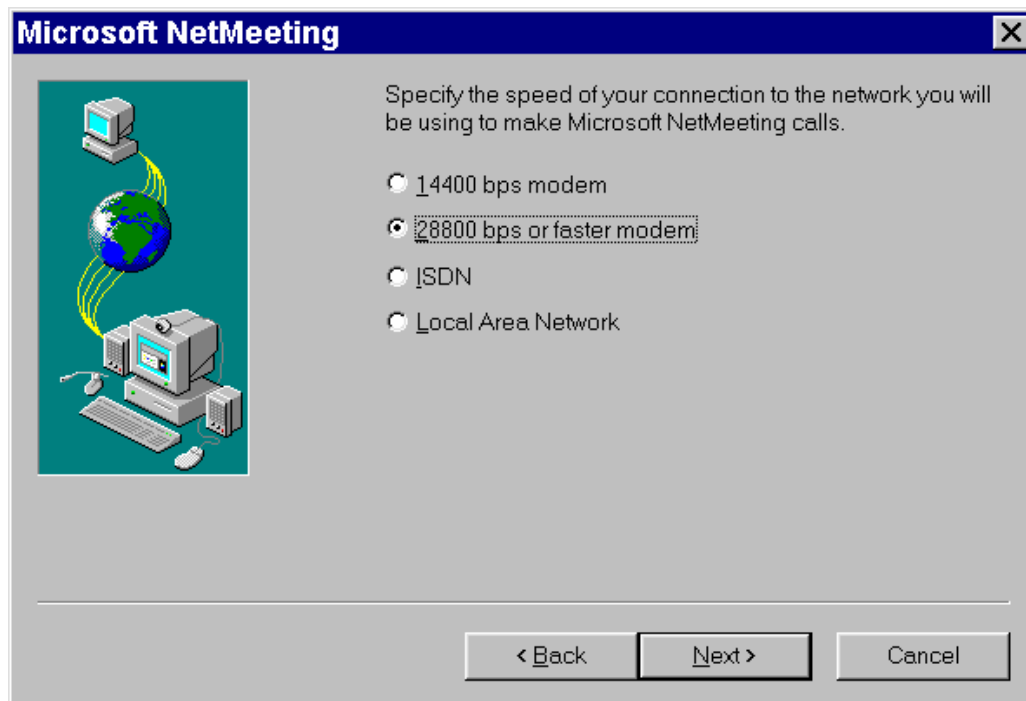 Microsoft NetMeeting
Specify the speed of your connection to the network you will
be using to make Microsoft NetMeeting calls.
14400 bps modem
28800 bps or faster modem
ISDN
Local Area Network
< Back
Next >
Cancel